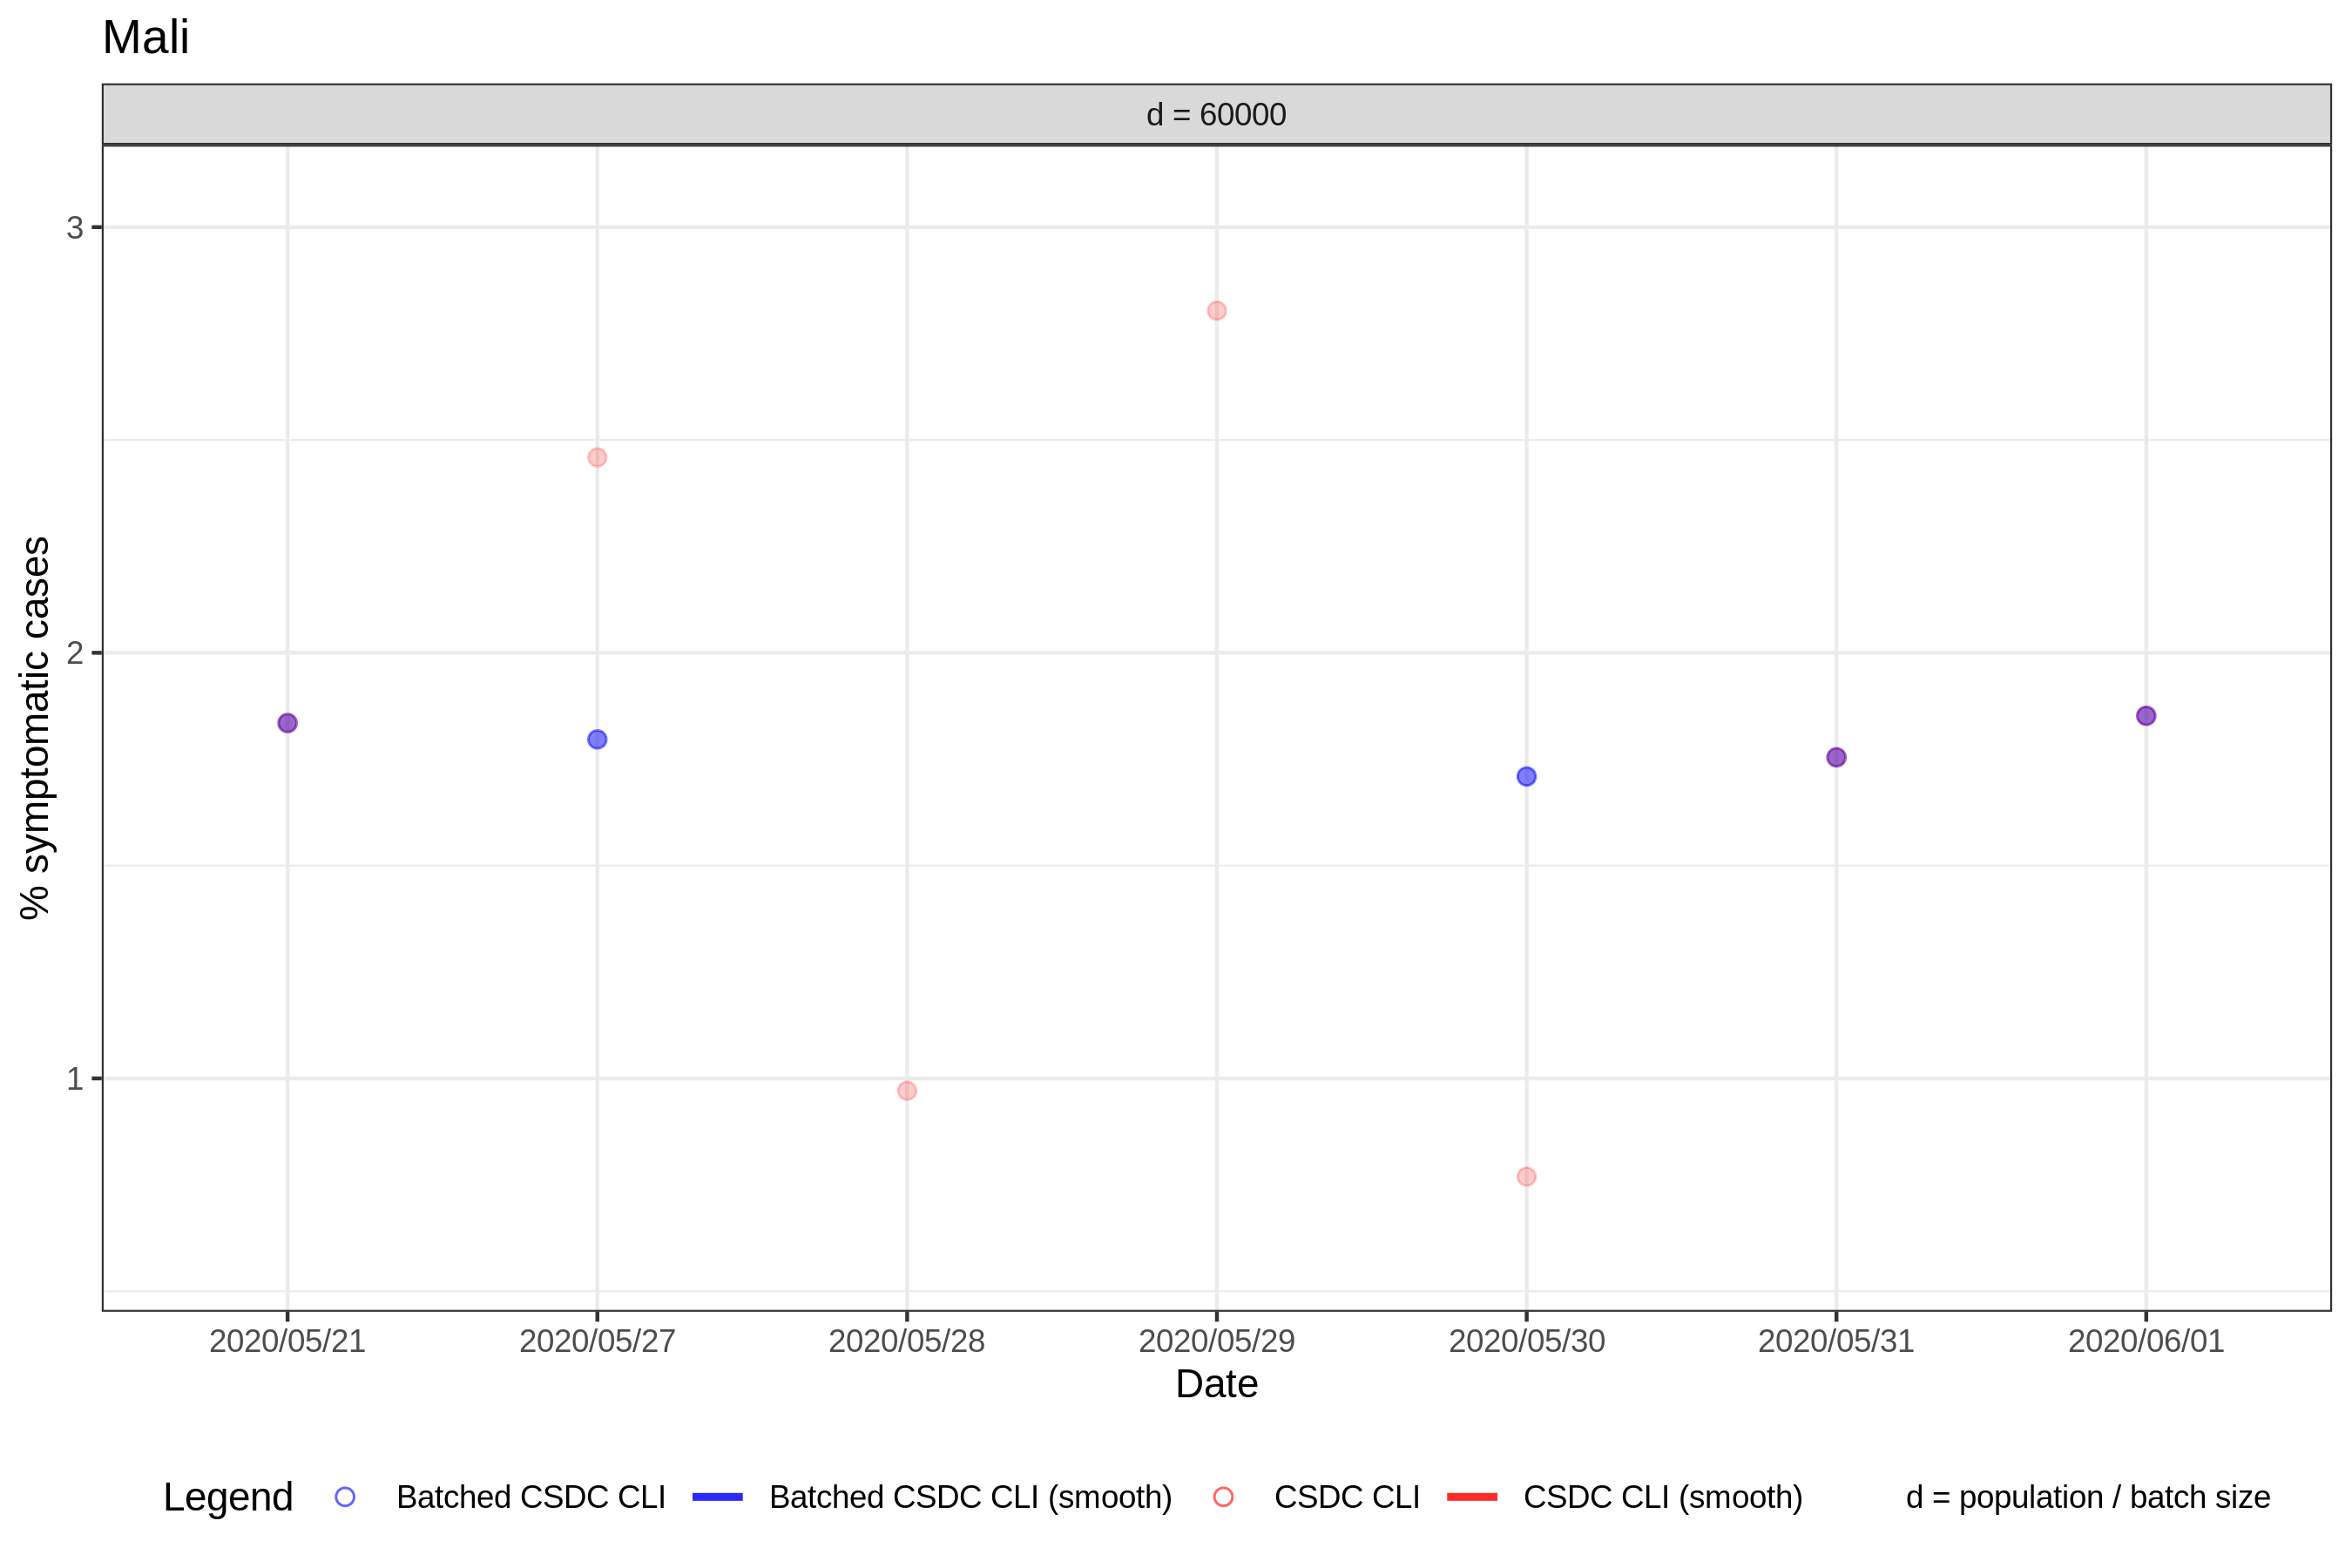 Mali
d = 60000
3
2
1
% symptomatic cases
2020/05/21 2020/05/27 2020/05/28 2020/05/29 2020/05/30 2020/05/31 2020/06/01
Date
Legend Batched CSDC CLI Batched CSDC CLI (smooth) CSDC CLI CSDC CLI (smooth) d = population / batch size